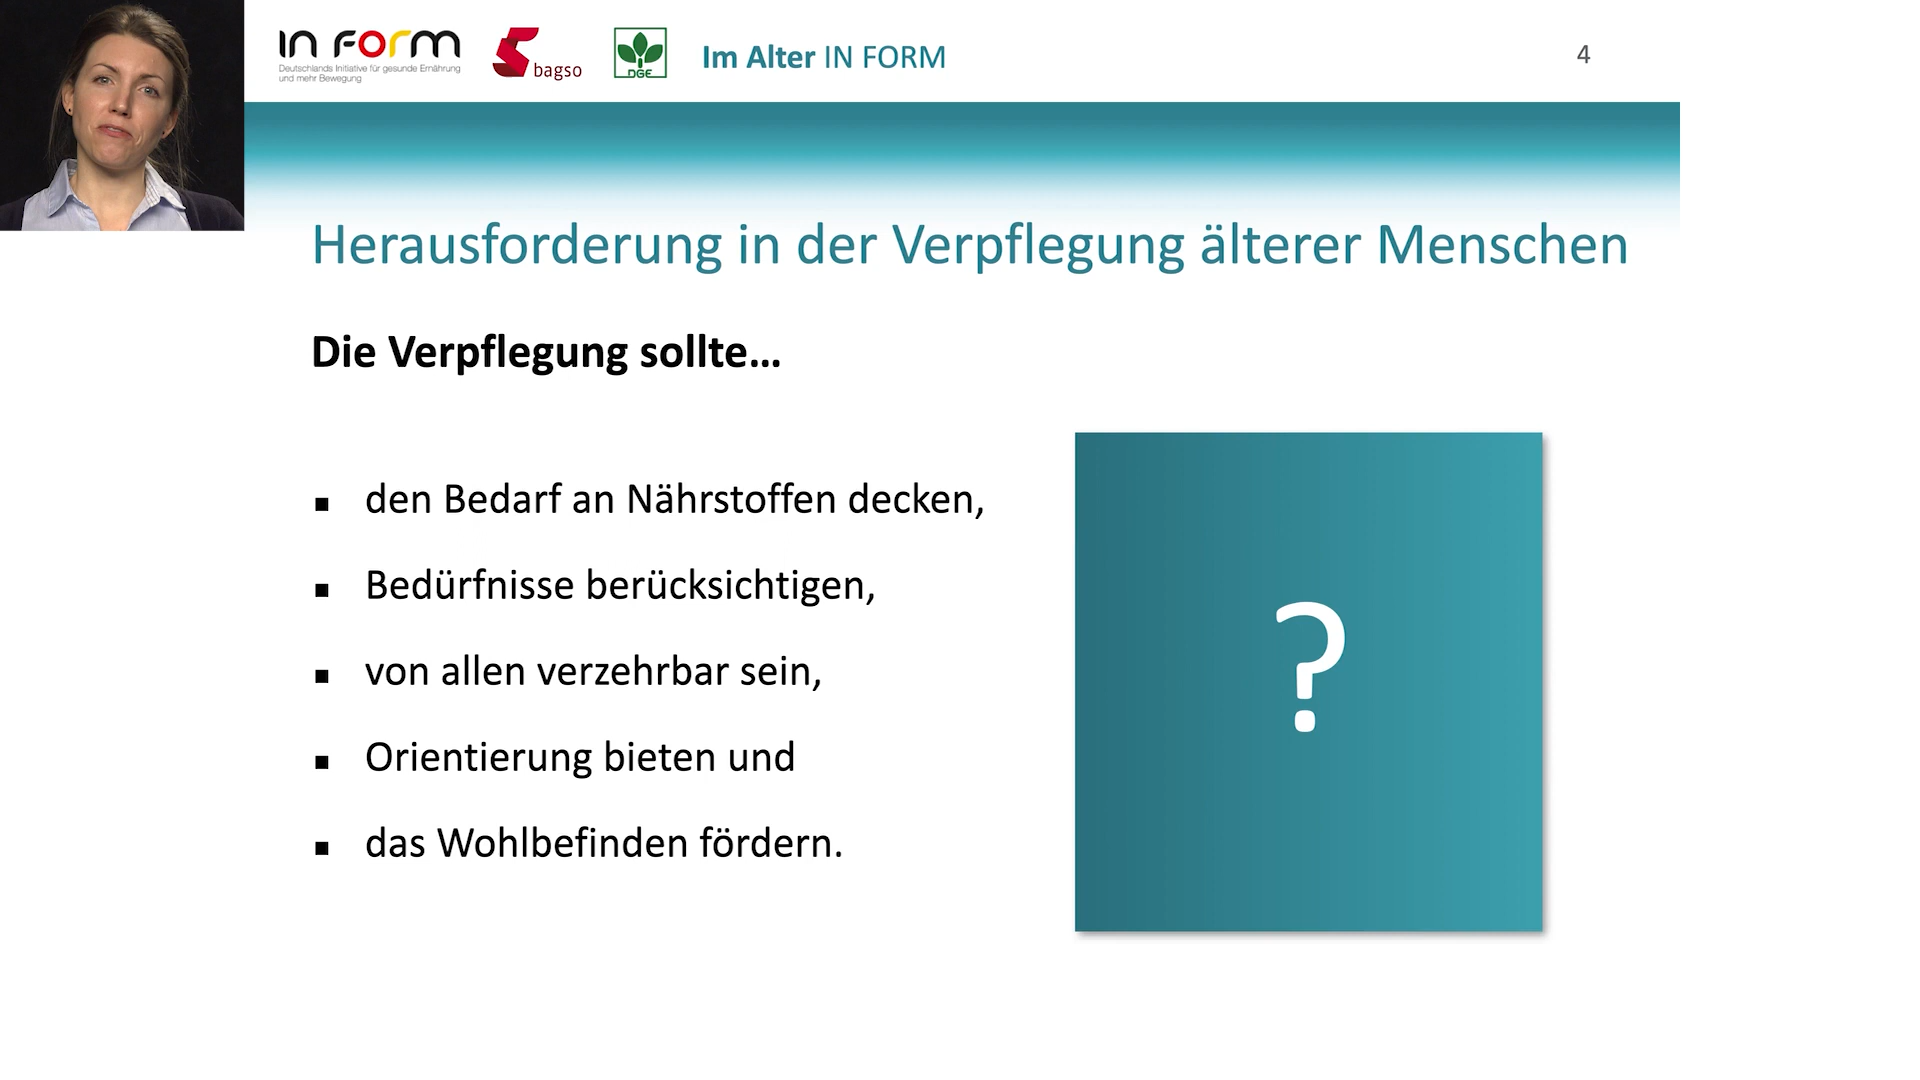 IN FORM
Deutschlands Initiative für gesunde Ernährung
und mehr Bewegung
bagso
DGE
Im Alter IN FORM
4
Herausforderung in der Verpflegung älterer Menschen
Die Verpflegung sollte…
▪ den Bedarf an Nährstoffen decken,
▪ Bedürfnisse berücksichtigen,
▪ von allen verzehrbar sein,
▪ Orientierung bieten und
▪ das Wohlbefinden fördern.
?